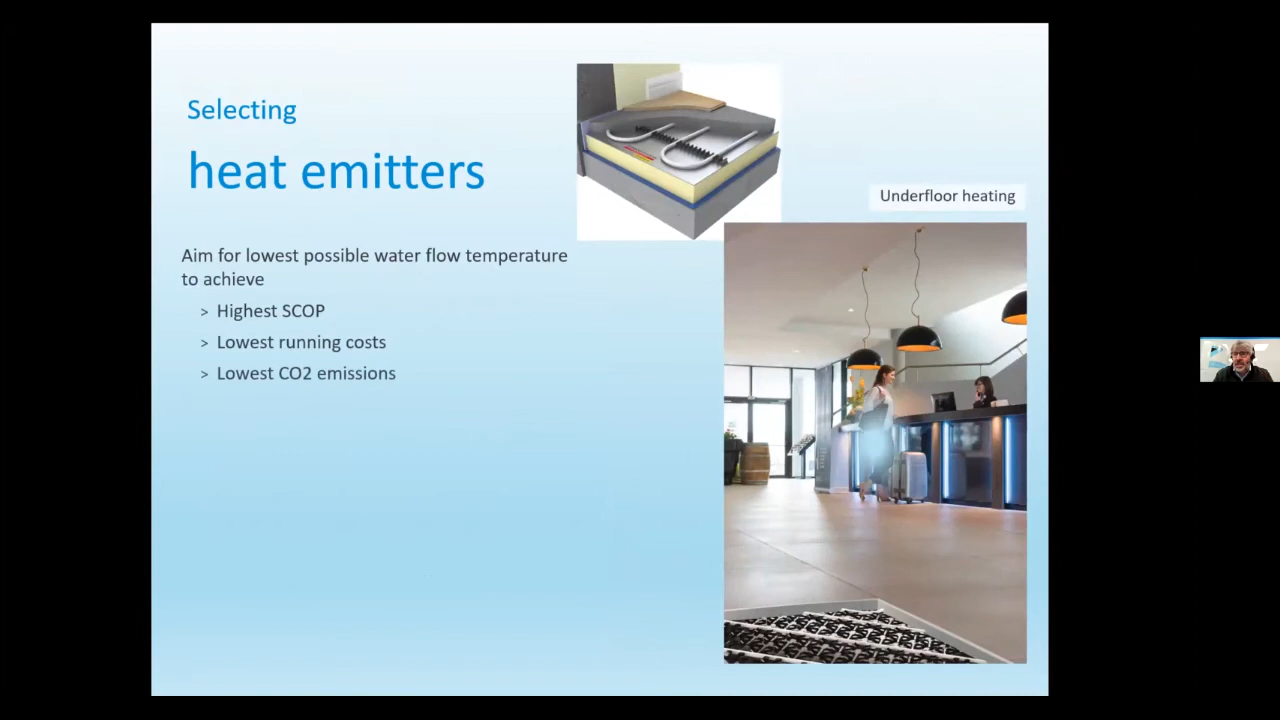 Selecting
heat emitters
Underfloor heating
Aim for lowest possible water flow temperature
to achieve
> Highest SCOP
> Lowest running costs
> Lowest CO2 emissions